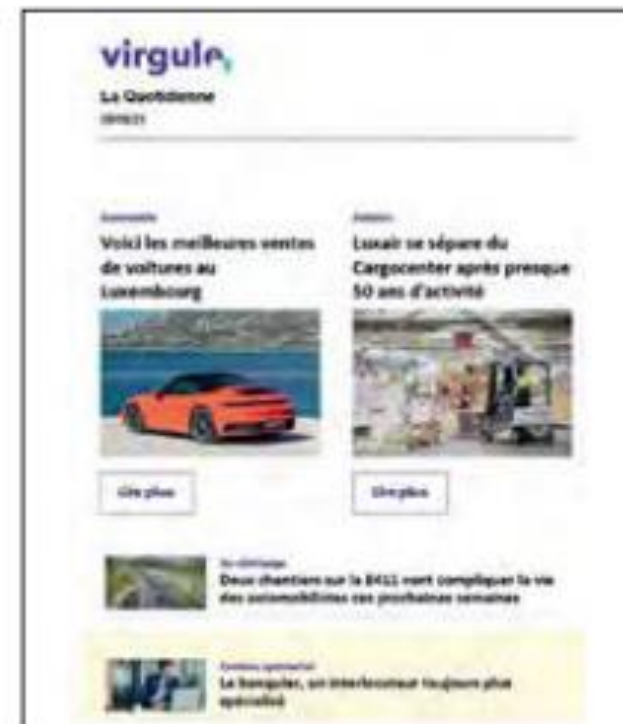 virgule,
La Quotidienne
Voici les meilleures ventes
de voitures au
Luxembourg
Luxair se sépare du
Cargocenter après presque
50 ans d'activité
Lire plus
Lire plus
Deux chantiers sur la E411 vont compliquer la vie
des automobilistes ces prochaines semaines
Le banquier, un interlocuteur toujours plus
spécialisé